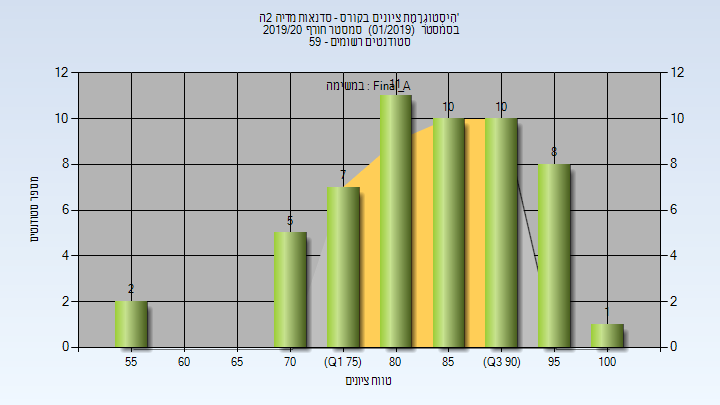 היסטוגרמת ציונים בקורס - סדנאות מדיה 2ה'
בסמסטר (01/2019) סמסטר חורף 2019/20
סטודנטים רשומים - 59
במשימה : Final_A
מספר סטודנטים
12 10 8 6 4 2 0
2 5 7 11 10 10 8 1
12 10 8 6 4 2 0
55 60 65 70 (Q1 75) 80 85 (Q3 90) 95 100
טווח ציונים